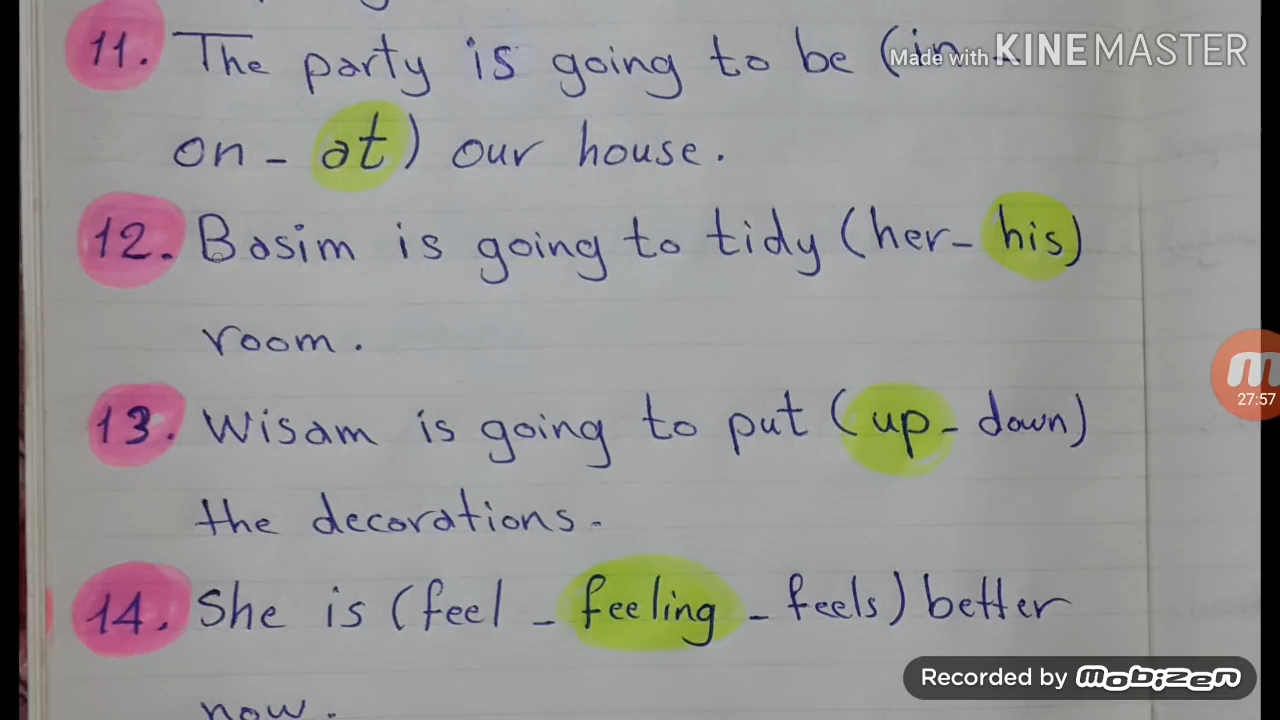 11. The party is going to be (in -
Made with KINEMASTER
on - at) our house.
12. Basim is going to tidy (her - his)
room.
27:57
13. Wisam is going to put (up - down)
the decorations.
14. She is (feel - feeling - feels) better
Recorded by mobizen
now.